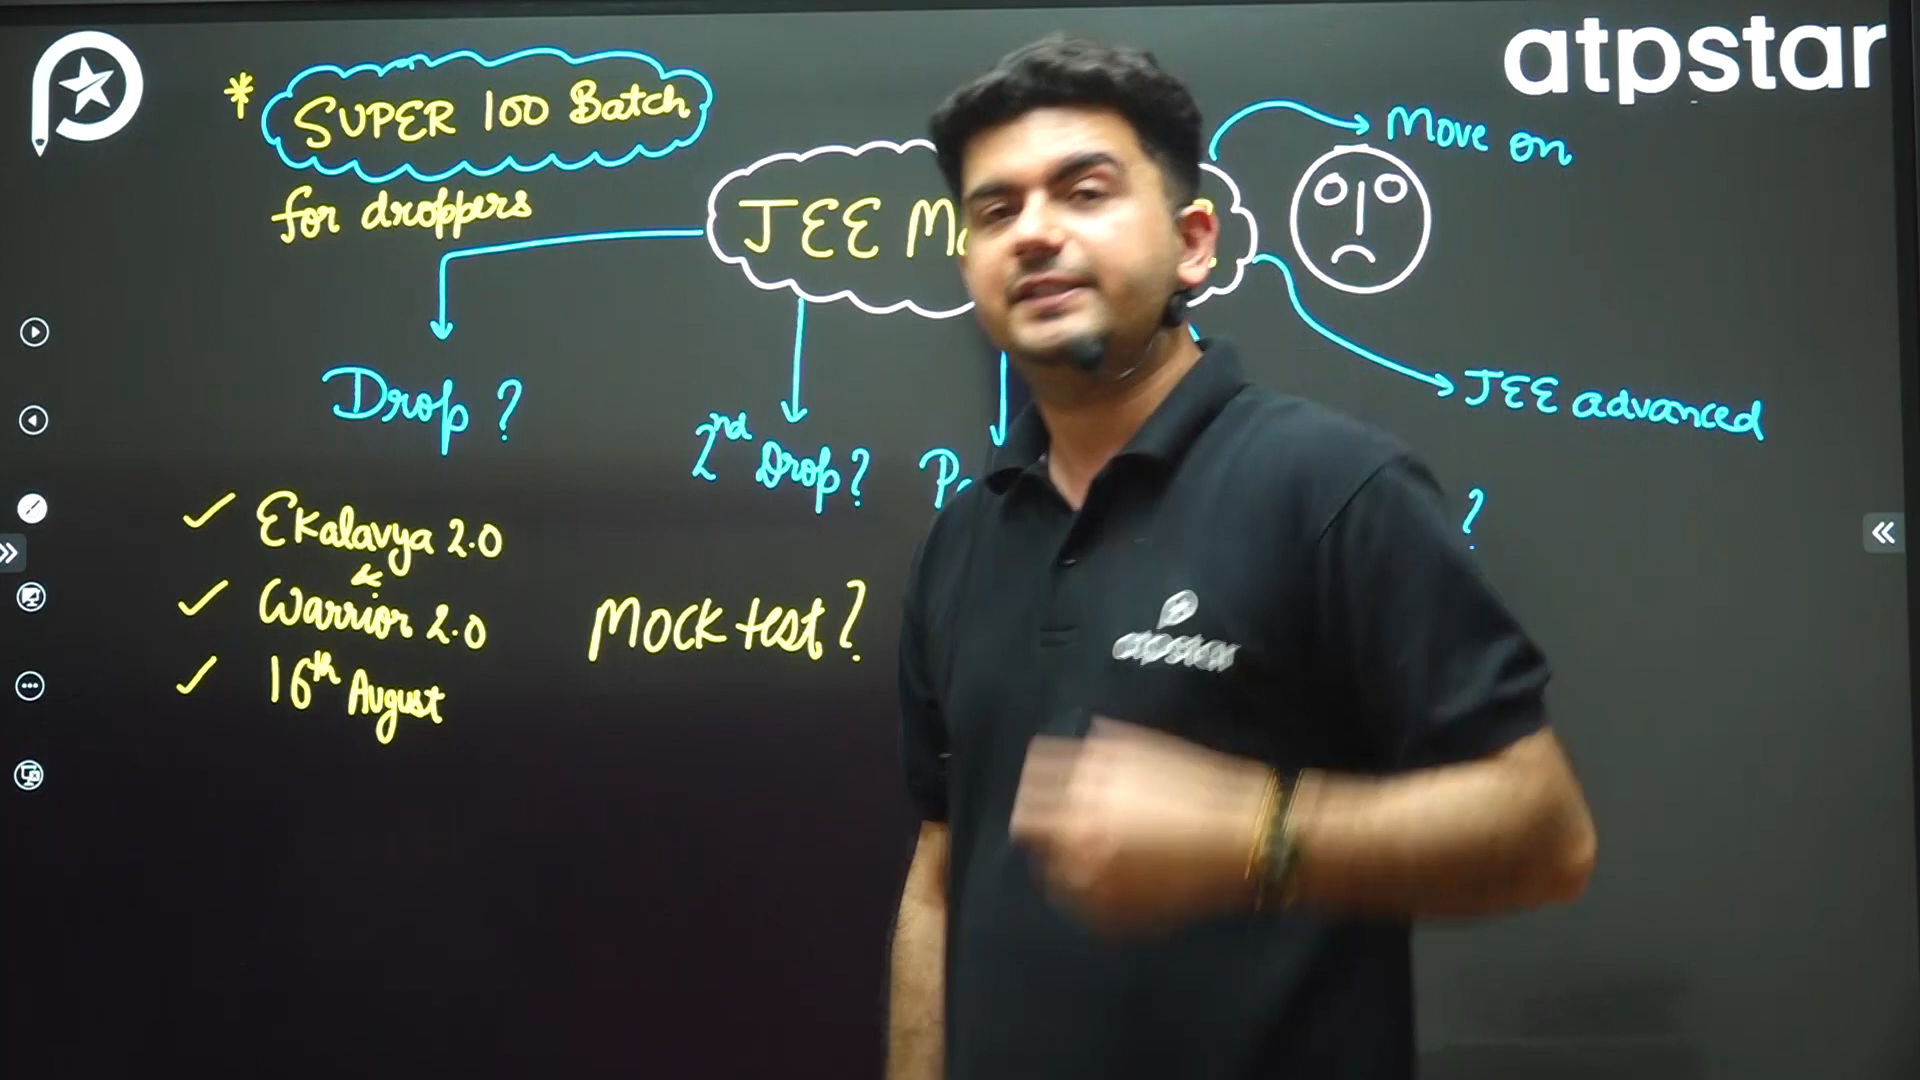 atpstar
* SUPER 100 Batch
for droppers
Move on
JEE
JEE advanced
Drop ?
2nd Drop?
?
✓ Ekalavya 2.0
✓ Warrior 2.0
✓ 16th August
Mock test?
atpstar